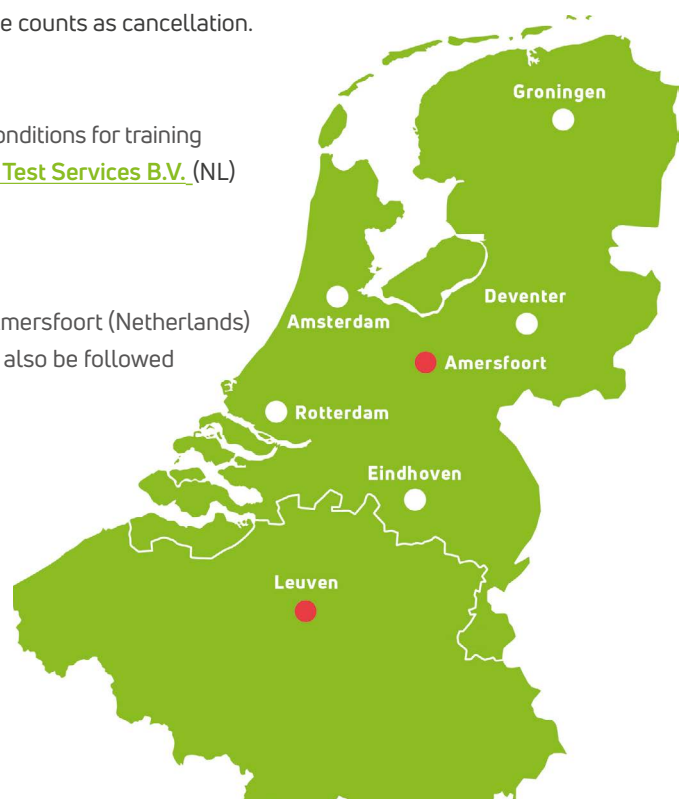 e counts as cancellation.
onditions for training
Test Services B.V. (NL)
mersfoort (Netherlands)
also be followed
Groningen
Deventer
Amsterdam
Amersfoort
Rotterdam
Eindhoven
Leuven